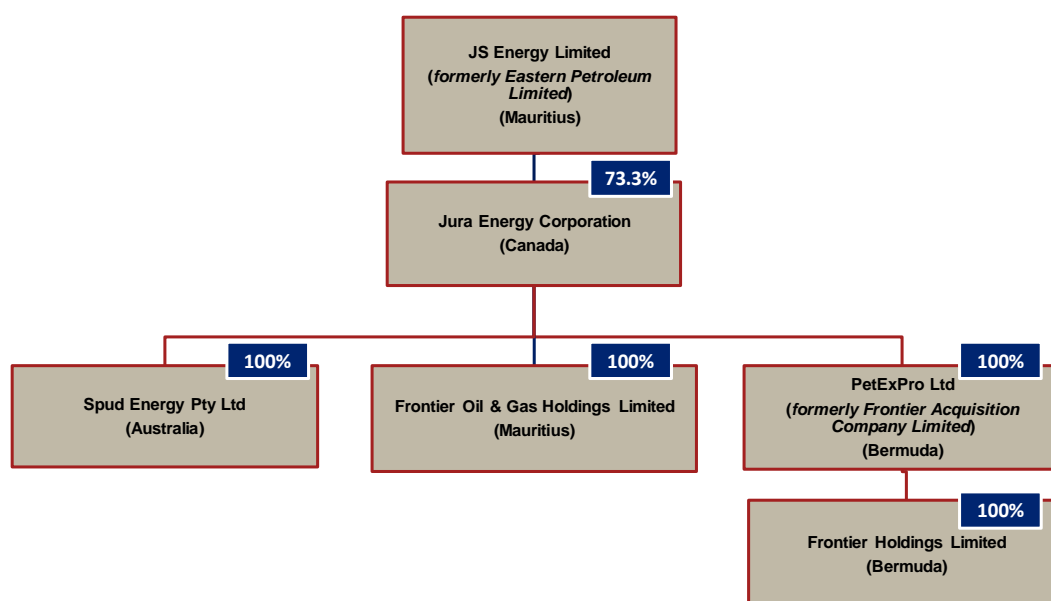 JS Energy Limited
(formerly Eastern Petroleum
Limited)
(Mauritius)
73.3%
Jura Energy Corporation
(Canada)
100%
Spud Energy Pty Ltd
(Australia)
100%
Frontier Oil & Gas Holdings Limited
(Mauritius)
100%
PetExPro Ltd
(formerly Frontier Acquisition
Company Limited)
(Bermuda)
100%
Frontier Holdings Limited
(Bermuda)